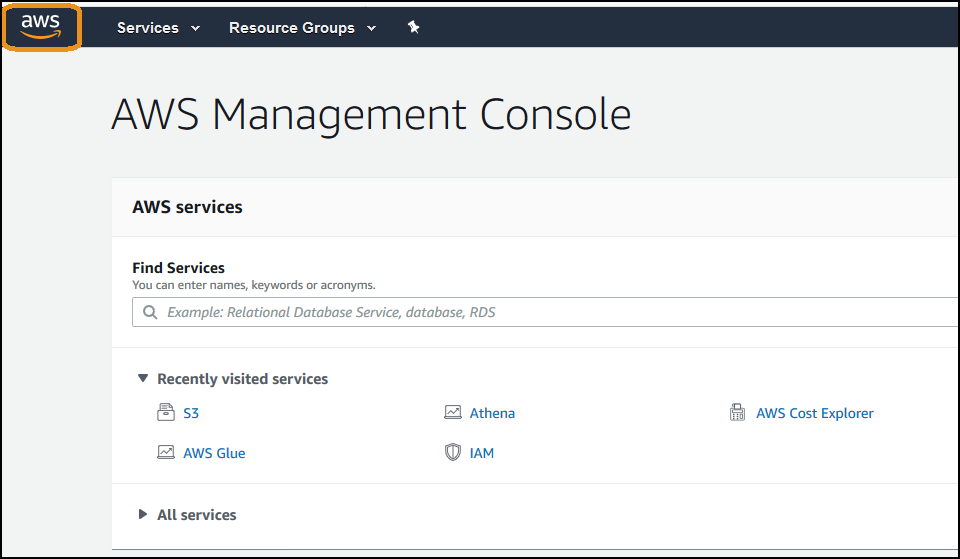 aws Services Resource Groups
AWS Management Console
AWS services
Find Services
You can enter names, keywords or acronyms.
Example: Relational Database Service, database, RDS
Recently visited services
S3 Athena AWS Cost Explorer
AWS Glue IAM
All services